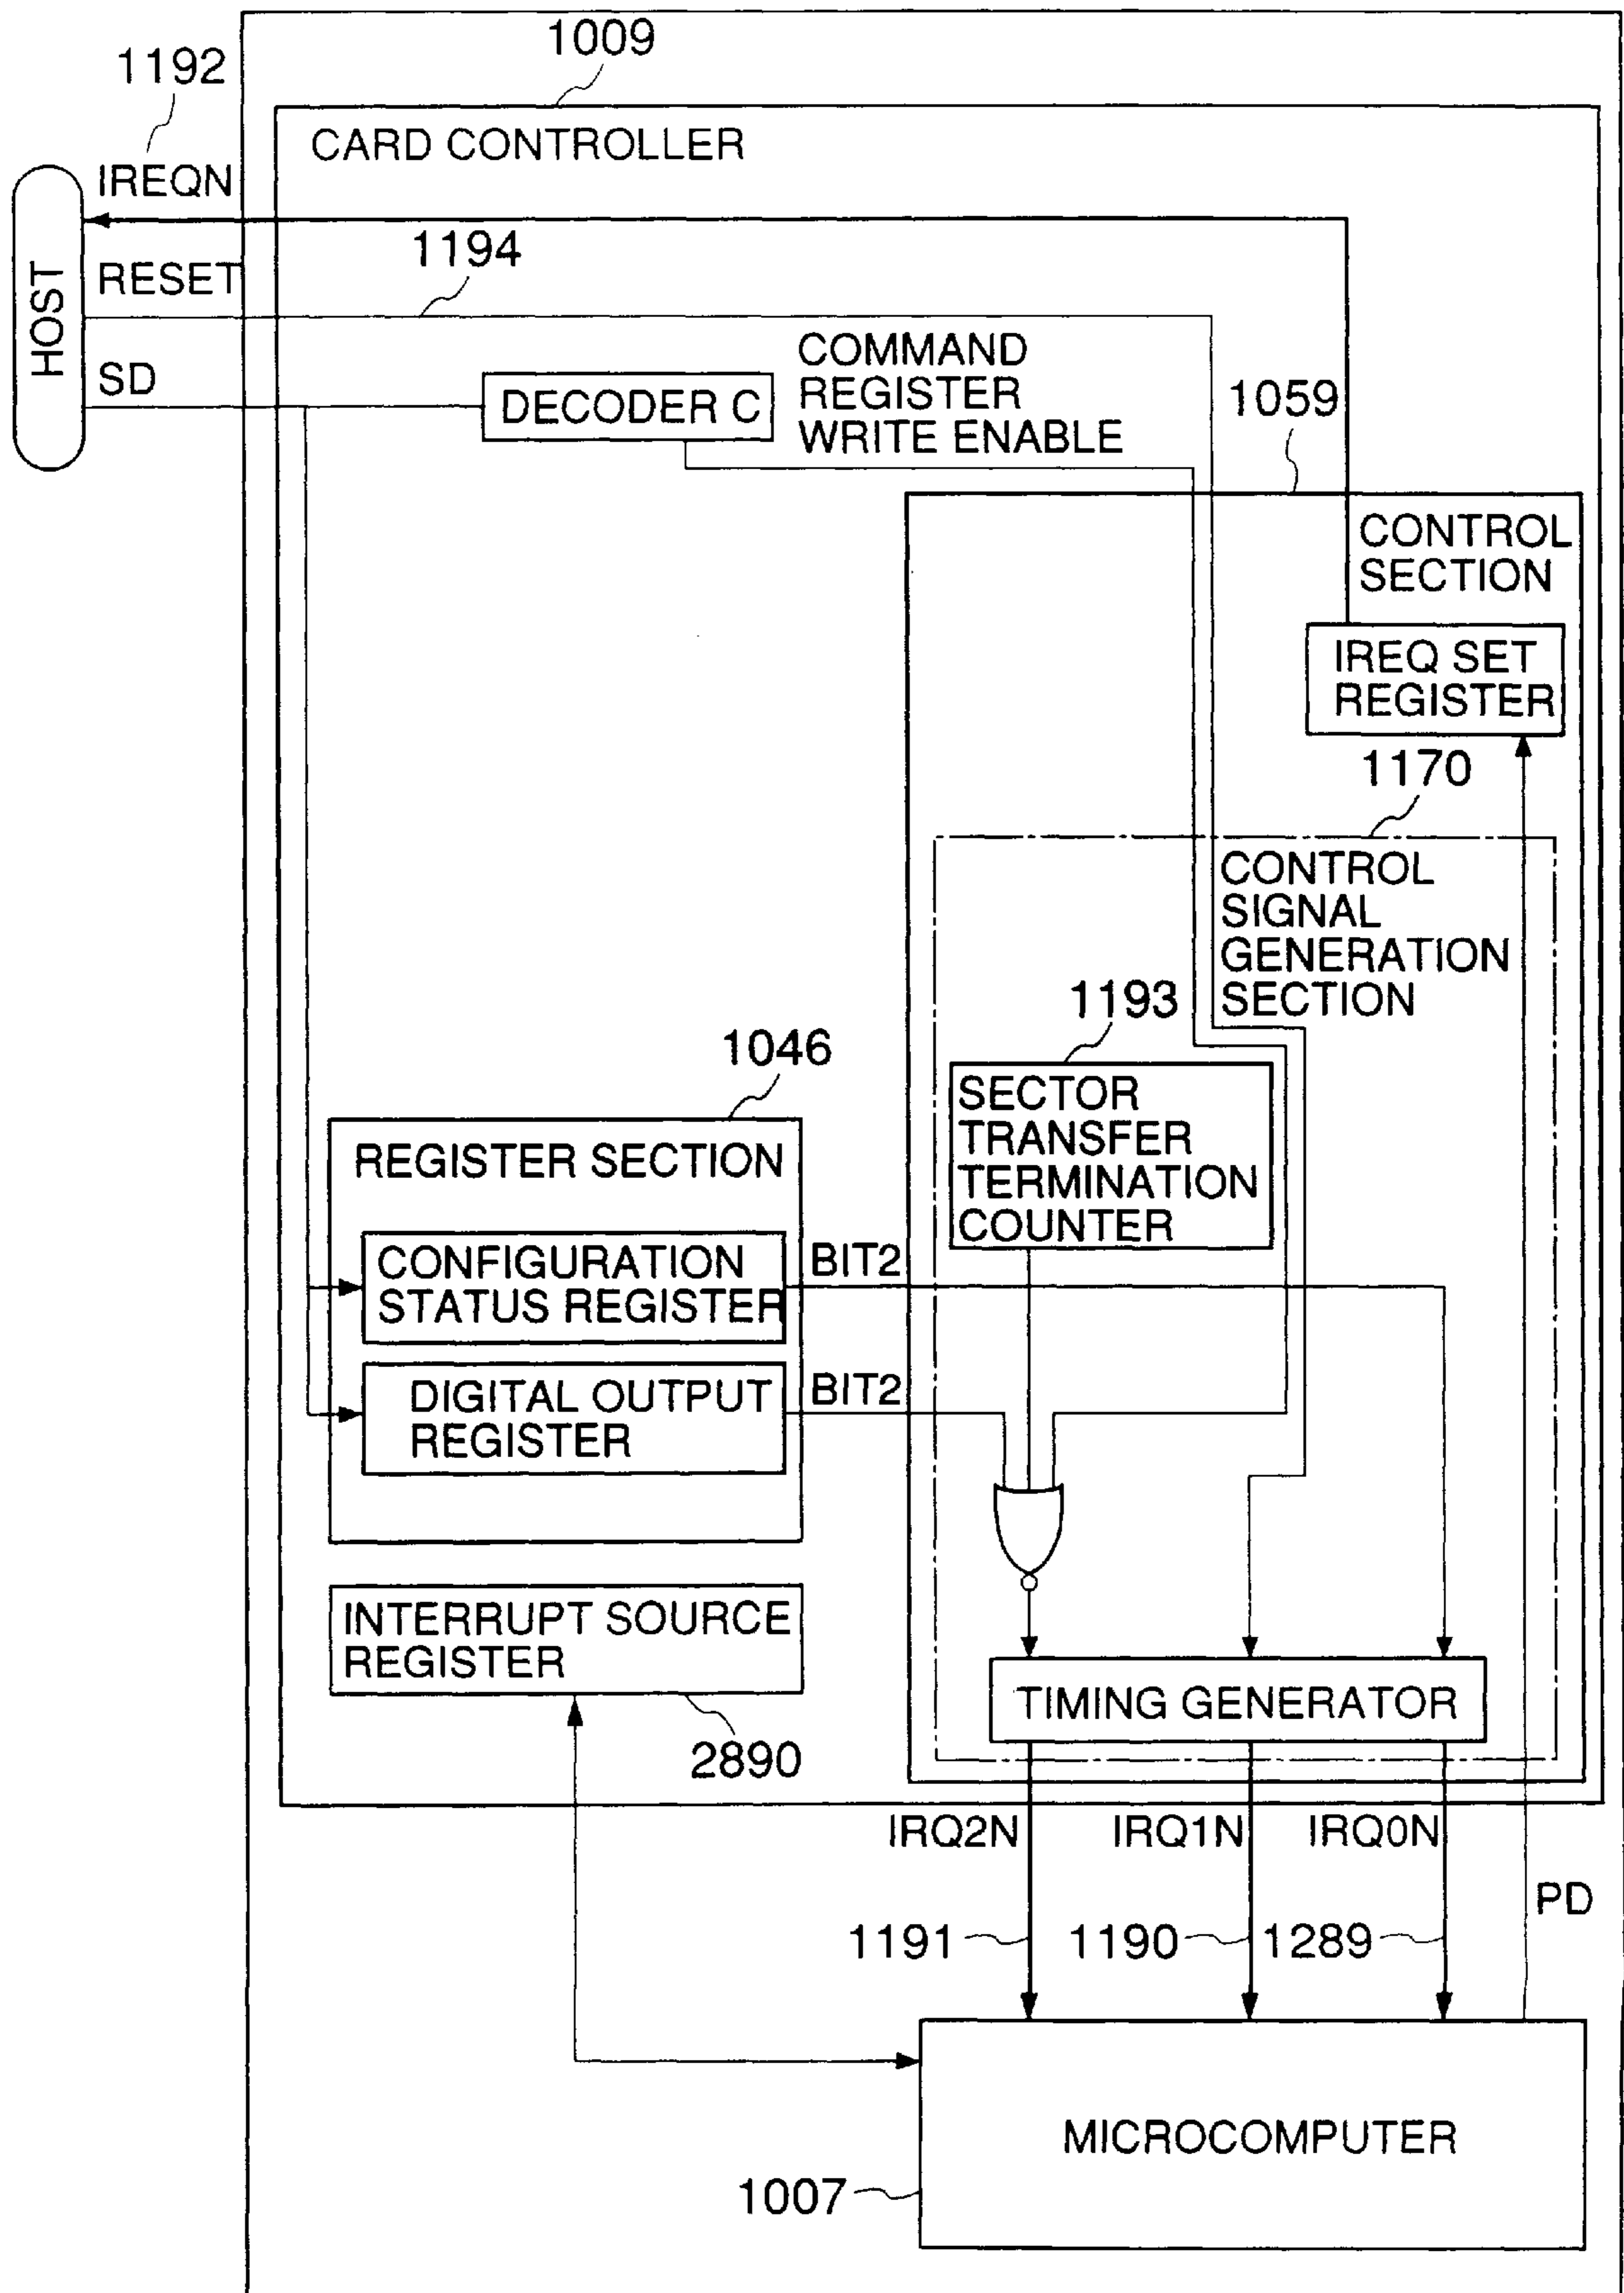 1009
1192
CARD CONTROLLER
IREQN
1194
RESET
HOST
SD
DECODER C
COMMAND
REGISTER
WRITE ENABLE
1059
CONTROL
SECTION
IREQ SET
REGISTER
1170
CONTROL
SIGNAL
GENERATION
SECTION
1193
SECTOR
TRANSFER
TERMINATION
COUNTER
1046
REGISTER SECTION
CONFIGURATION
STATUS REGISTER
BIT2
DIGITAL OUTPUT
REGISTER
BIT2
INTERRUPT SOURCE
REGISTER
2890
TIMING GENERATOR
IRQ2N
IRQ1N
IRQ0N
PD
1191
1190
1289
MICROCOMPUTER
1007